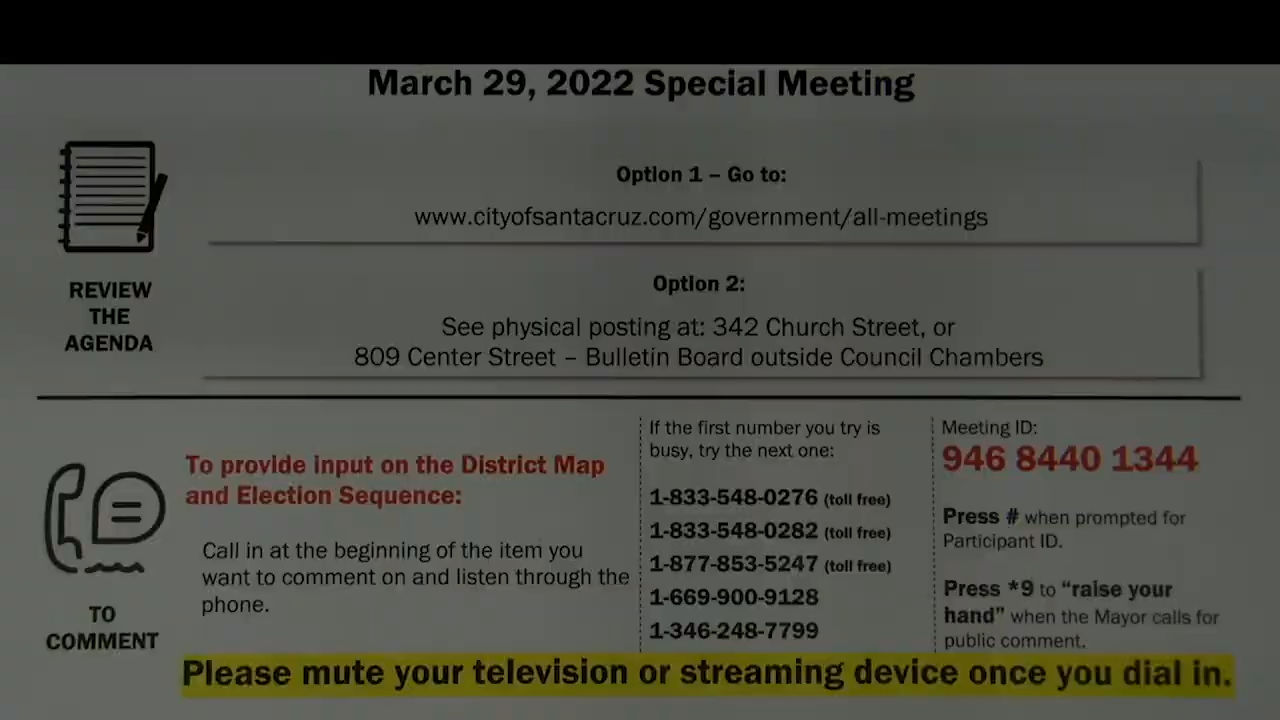 March 29, 2022 Special Meeting
Option 1 – Go to:
www.cityofsantacruz.com/government/all-meetings
REVIEW
THE
AGENDA
Option 2:
See physical posting at: 342 Church Street, or
809 Center Street – Bulletin Board outside Council Chambers
To provide input on the District Map
and Election Sequence:
Call in at the beginning of the item you
want to comment on and listen through the
phone.
TO
COMMENT
If the first number you try is
busy, try the next one:
1-833-548-0276 (toll free)
1-833-548-0282 (toll free)
1-877-853-5247 (toll free)
1-669-900-9128
1-346-248-7799
Meeting ID:
946 8440 1344
Press # when prompted for
Participant ID.
Press *9 to “raise your
hand” when the Mayor calls for
public comment.
Please mute your television or streaming device once you dial in.